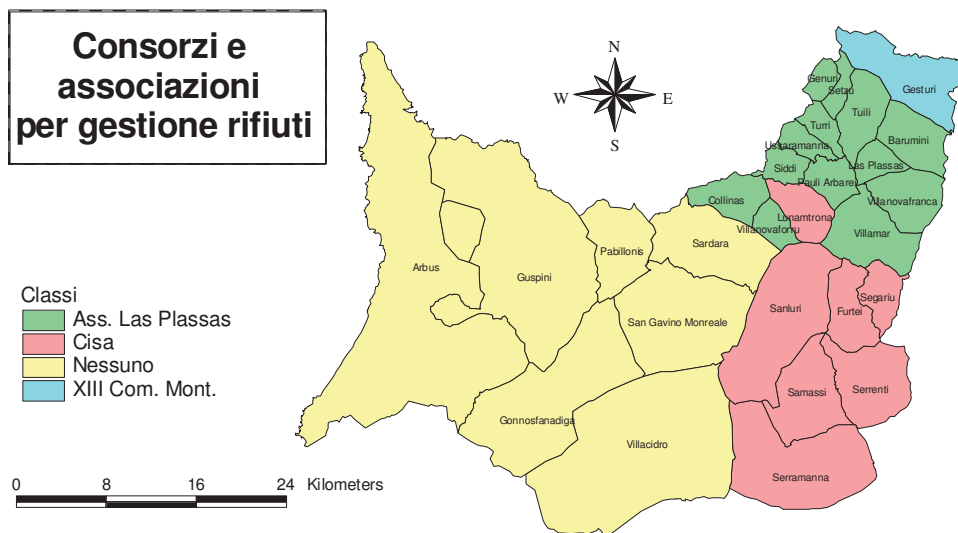 Consorzi e
associazioni
per gestione rifiuti
N
W
E
S
Genuri
Setzu
Gesturi
Tuili
Turri
Ussaramanna
Barumini
Siddi
Las Plassas
Pauli Arbarei
Collinas
Villanovafranca
Lunamtrona
Villanovaforru
Villamar
Sardara
Pabillonis
Arbus
Guspini
Segariu
Sanluri
Furtei
San Gavino Monreale
Samassi
Serrenti
Gonnosfanadiga
Villacidro
Serramanna
Classi
Ass. Las Plassas
Cisa
Nessuno
XIII Com. Mont.
0 8 16 24 Kilometers